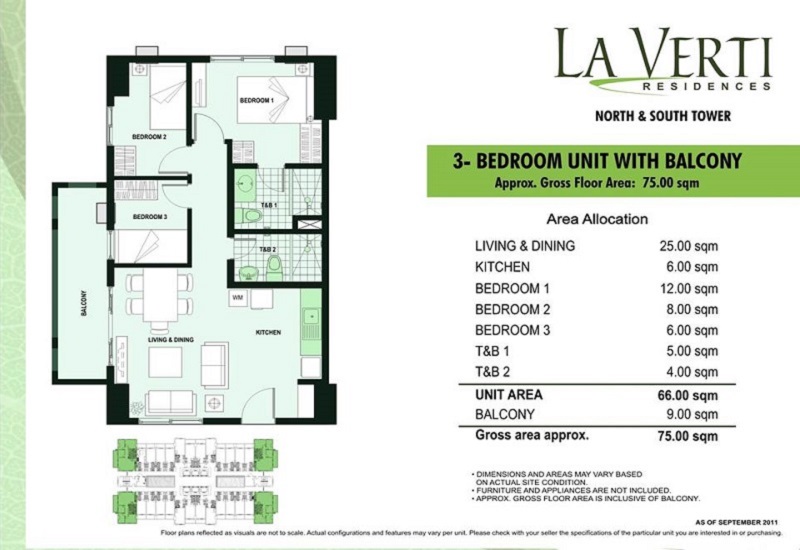 LA VERTI
RESIDENCES
NORTH & SOUTH TOWER
3- BEDROOM UNIT WITH BALCONY
Approx. Gross Floor Area: 75.00 sqm
Area Allocation
LIVING & DINING 25.00 sqm
KITCHEN 6.00 sqm
BEDROOM 1 12.00 sqm
BEDROOM 2 8.00 sqm
BEDROOM 3 6.00 sqm
T&B 1 5.00 sqm
T&B 2 4.00 sqm
UNIT AREA 66.00 sqm
BALCONY 9.00 sqm
Gross area approx. 75.00 sqm
• DIMENSIONS AND AREAS MAY VARY BASED
ON ACTUAL SITE CONDITION.
• FURNITURE AND APPLIANCES ARE NOT INCLUDED.
• APPROX. GROSS FLOOR AREA IS INCLUSIVE OF BALCONY.
BEDROOM 1
BEDROOM 2
T&B 1
BEDROOM 3
T&B 2
BALCONY
WM
KITCHEN
LIVING & DINING
AS OF SEPTEMBER 2011
Floor plans reflected as visuals are not to scale. Actual configurations and features may vary per unit. Please check with your seller the specifications of the particular unit you are interested in or purchasing.